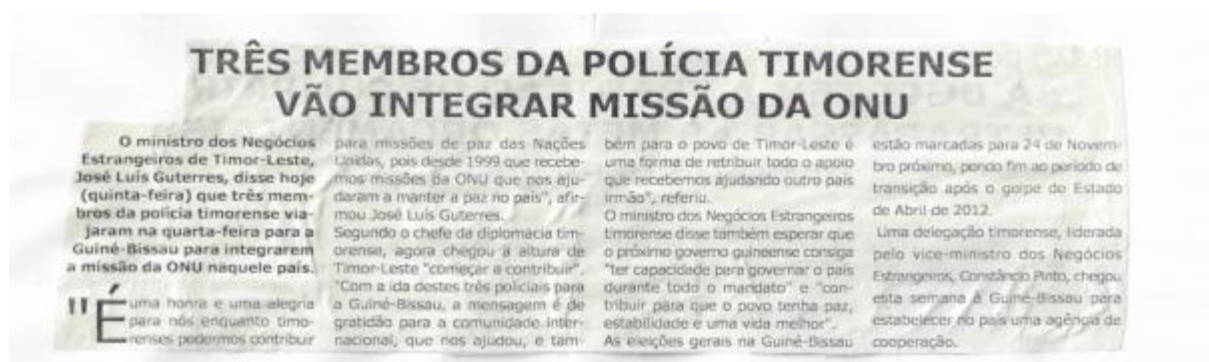 TRÊS MEMBROS DA POLÍCIA TIMORENSE
VÃO INTEGRAR MISSÃO DA ONU
O ministro dos Negócios
Estrangeiros de Timor-Leste,
José Luís Guterres, disse hoje
(quinta-feira) que três mem-
bros da polícia timorense via-
jaram na quarta-feira para a
Guiné-Bissau para integrarem
a missão da ONU naquele país.
"É uma honra e uma alegria
para nós enquanto timo-
renses podermos contribuir
para missões de paz das Nações
Unidas, pois desde 1999 que recebe-
mos missões da ONU que nos aju-
daram a manter a paz no país", afir-
mou José Luís Guterres.
Segundo o chefe da diplomacia tim-
orense, agora chegou a altura de
Timor-Leste "começar a contribuir".
"Com a ida destes três policiais para
a Guiné-Bissau, a mensagem é de
gratidão para a comunidade inter-
nacional, que nos ajudou, e tam-
bém para o povo de Timor-Leste é
uma forma de retribuir todo o apoio
que recebemos ajudando outro país
irmão", referiu.
O ministro dos Negócios Estrangeiros
timorense disse também esperar que
o próximo governo guineense consiga
"ter capacidade para governar o país
durante todo o mandato" e "con-
tribuir para que o povo tenha paz,
estabilidade e uma vida melhor".
As eleições gerais na Guiné-Bissau
estão marcadas para 24 de Novem-
bro próximo, pondo fim ao período de
transição após o golpe de Estado
de Abril de 2012.
Uma delegação timorense, liderada
pelo vice-ministro dos Negócios
Estrangeiros, Constâncio Pinto, chegou
esta semana à Guiné-Bissau para
estabelecer no país uma agência de
cooperação.